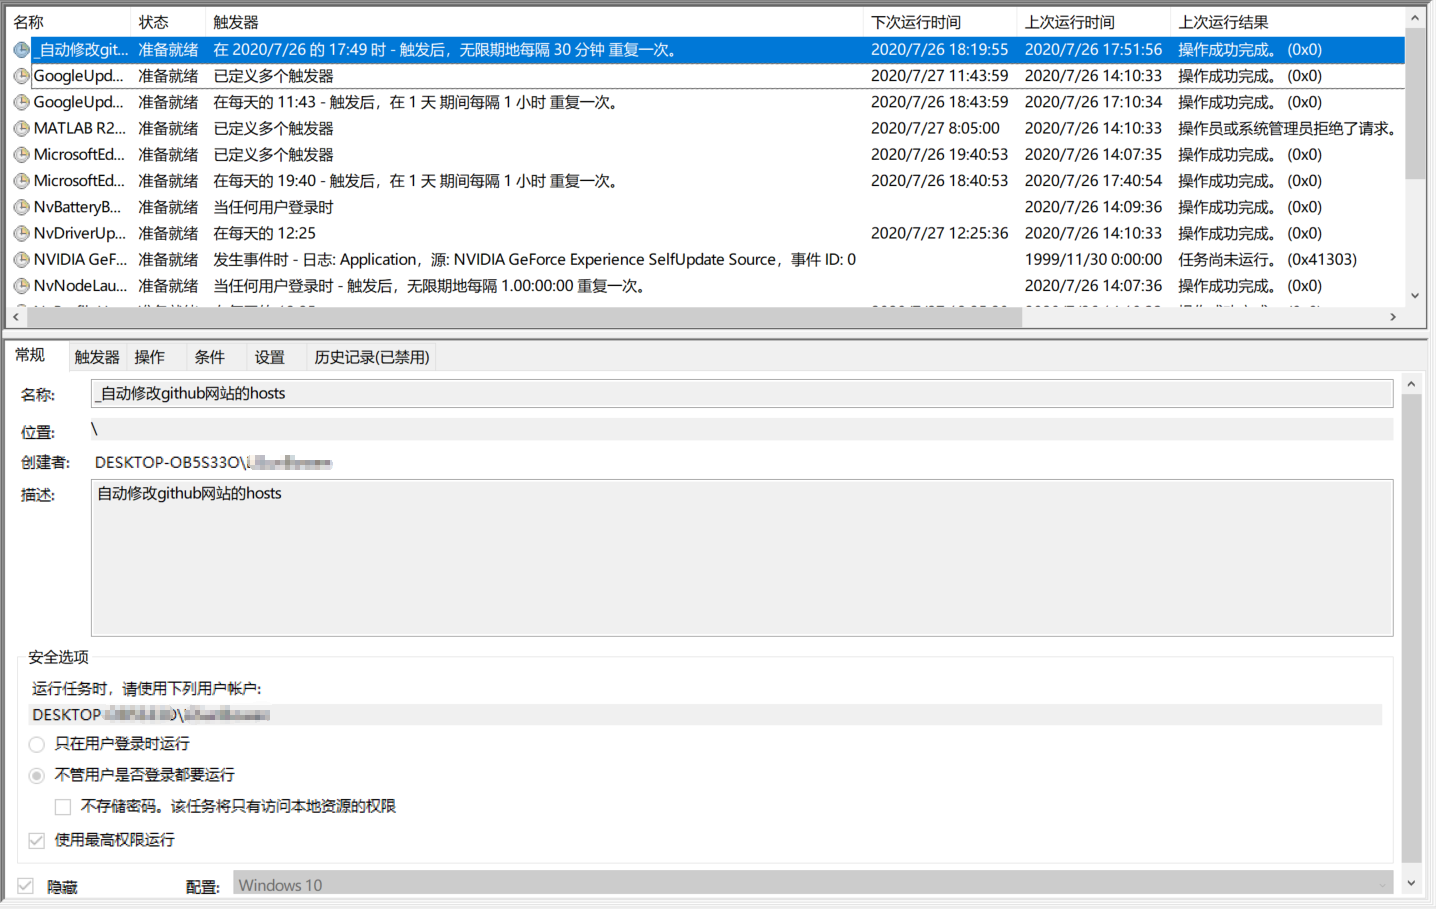 名称 状态 触发器 下次运行时间 上次运行时间 上次运行结果
_自动修改git... 准备就绪 在 2020/7/26 的 17:49 时 - 触发后，无限期地每隔 30 分钟 重复一次。 2020/7/26 18:19:55 2020/7/26 17:51:56 操作成功完成。 (0x0)
GoogleUpd... 准备就绪 已定义多个触发器 2020/7/27 11:43:59 2020/7/26 14:10:33 操作成功完成。 (0x0)
GoogleUpd... 准备就绪 在每天的 11:43 - 触发后，在 1 天 期间每隔 1 小时 重复一次。 2020/7/26 18:43:59 2020/7/26 17:10:34 操作成功完成。 (0x0)
MATLAB R2... 准备就绪 已定义多个触发器 2020/7/27 8:05:00 2020/7/26 14:10:33 操作员或系统管理员拒绝了请求。
MicrosoftEd... 准备就绪 已定义多个触发器 2020/7/26 19:40:53 2020/7/26 14:07:35 操作成功完成。 (0x0)
MicrosoftEd... 准备就绪 在每天的 19:40 - 触发后，在 1 天 期间每隔 1 小时 重复一次。 2020/7/26 18:40:53 2020/7/26 17:40:54 操作成功完成。 (0x0)
NvBatteryB... 准备就绪 当任何用户登录时 2020/7/26 14:09:36 操作成功完成。 (0x0)
NvDriverUp... 准备就绪 在每天的 12:25 2020/7/27 12:25:36 2020/7/26 14:10:33 操作成功完成。 (0x0)
NVIDIA GeF... 准备就绪 发生事件时 - 日志: Application，源: NVIDIA GeForce Experience SelfUpdate Source，事件 ID: 0 1999/11/30 0:00:00 任务尚未运行。 (0x41303)
NvNodeLau... 准备就绪 当任何用户登录时 - 触发后，无限期地每隔 1.00:00:00 重复一次。 2020/7/26 14:07:36 操作成功完成。 (0x0)
常规 触发器 操作 条件 设置 历史记录(已禁用)
名称: _自动修改github网站的hosts
位置: \
创建者: DESKTOP-OB5S33O\
描述: 自动修改github网站的hosts
安全选项
运行任务时，请使用下列用户帐户:
DESKTOP
只在用户登录时运行
不管用户是否登录都要运行
不存储密码。该任务将只有访问本地资源的权限
使用最高权限运行
隐藏 配置: Windows 10